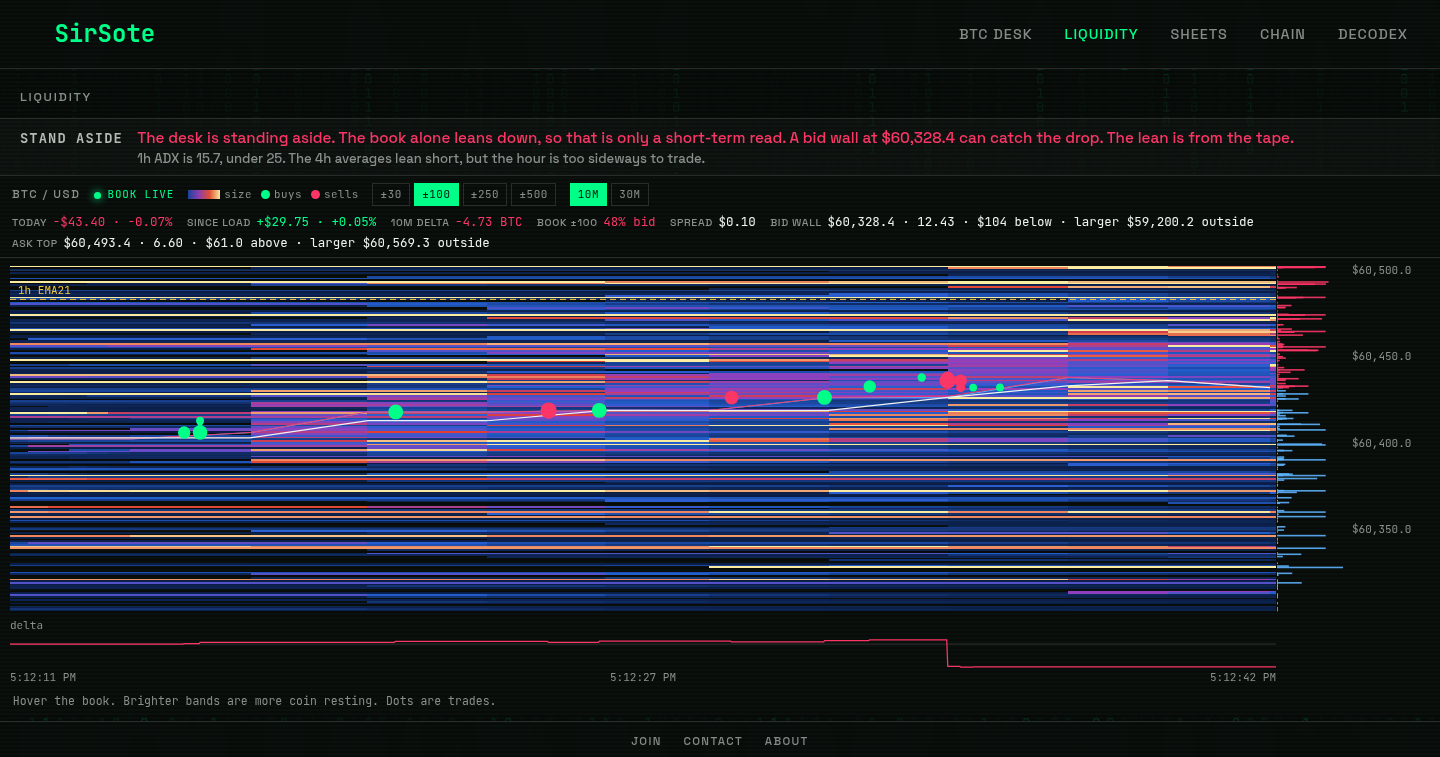 SirSote
BTC DESK LIQUIDITY SHEETS CHAIN DECODEX
LIQUIDITY
STAND ASIDE The desk is standing aside. The book alone leans down, so that is only a short-term read. A bid wall at $60,328.4 can catch the drop. The lean is from the tape.
1h ADX is 15.7, under 25. The 4h averages lean short, but the hour is too sideways to trade.
BTC / USD BOOK LIVE size buys sells ±30 ±100 ±250 ±500 10M 30M
TODAY -$43.40 · -0.07% SINCE LOAD +$29.75 · +0.05% 10M DELTA -4.73 BTC BOOK ±100 48% bid SPREAD $0.10 BID WALL $60,328.4 · 12.43 · $104 below · larger $59,200.2 outside
ASK TOP $60,493.4 · 6.60 · $61.0 above · larger $60,569.3 outside
$60,500.0
1h EMA21
$60,450.0
$60,400.0
$60,350.0
delta
5:12:11 PM 5:12:27 PM 5:12:42 PM
Hover the book. Brighter bands are more coin resting. Dots are trades.
JOIN CONTACT ABOUT